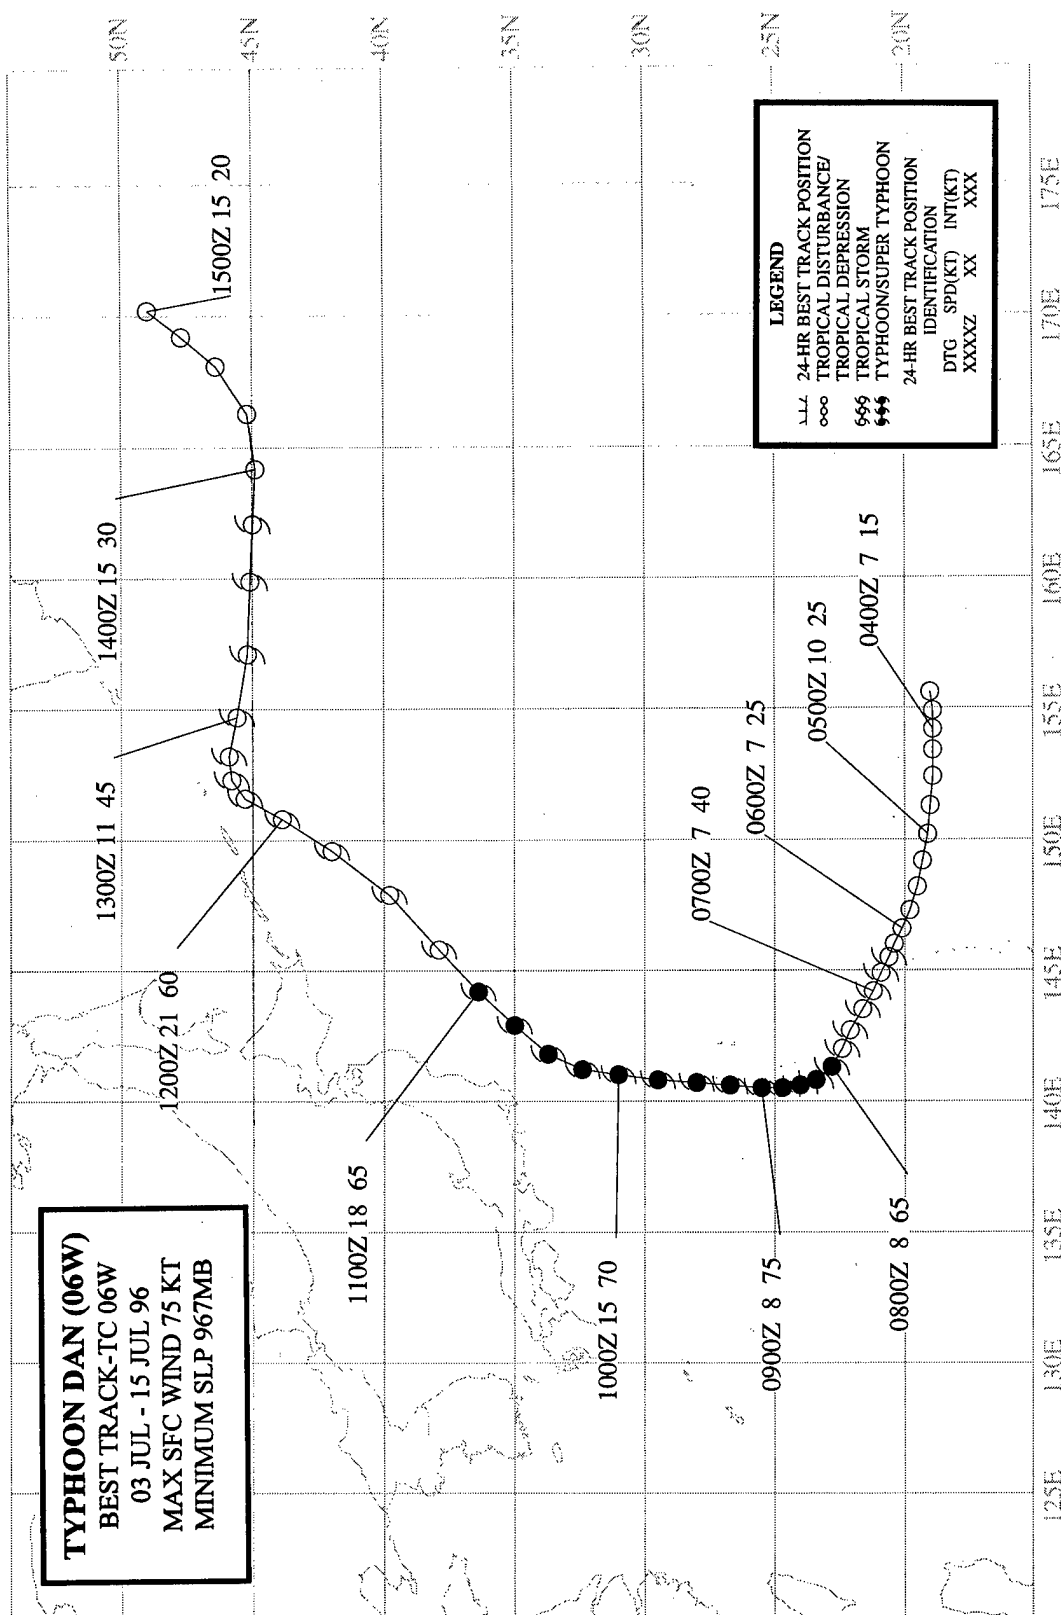 TYPHOON DAN (06W)
BEST TRACK-TC 06W
03 JUL - 15 JUL 96
MAX SFC WIND 75 KT
MINIMUM SLP 967MB
50N
45N
40N
35N
30N
25N
20N
125E
130E
135E
140E
145E
150E
155E
160E
165E
170E
175E
1500Z 15 20
1400Z 15 30
1300Z 11 45
1200Z 21 60
1100Z 18 65
1000Z 15 70
0900Z 8 75
0800Z 8 65
0700Z 7 40
0600Z 7 25
0500Z 10 25
0400Z 7 15
LEGEND
24-HR BEST TRACK POSITION
TROPICAL DISTURBANCE/
TROPICAL DEPRESSION
TROPICAL STORM
TYPHOON/SUPER TYPHOON
24-HR BEST TRACK POSITION
IDENTIFICATION
DTG SPD(KT) INT(KT)
XXXXZ XX XXX